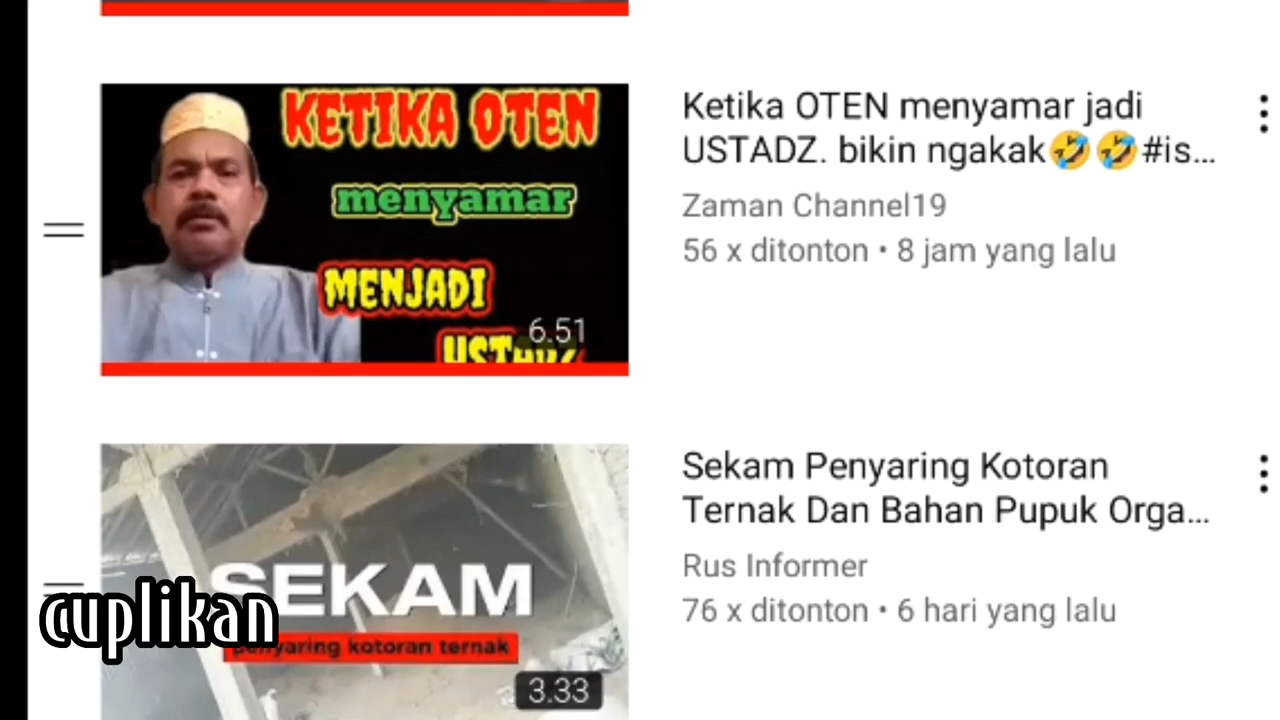 KETIKA OTEN
menyamar
MENJADI
USTADZ
6.51
Ketika OTEN menyamar jadi
USTADZ. bikin ngakak🤣🤣#is...
Zaman Channel19
56 x ditonton • 8 jam yang lalu
SEKAM
penyaring kotoran ternak
3.33
cuplikan
Sekam Penyaring Kotoran
Ternak Dan Bahan Pupuk Orga...
Rus Informer
76 x ditonton • 6 hari yang lalu